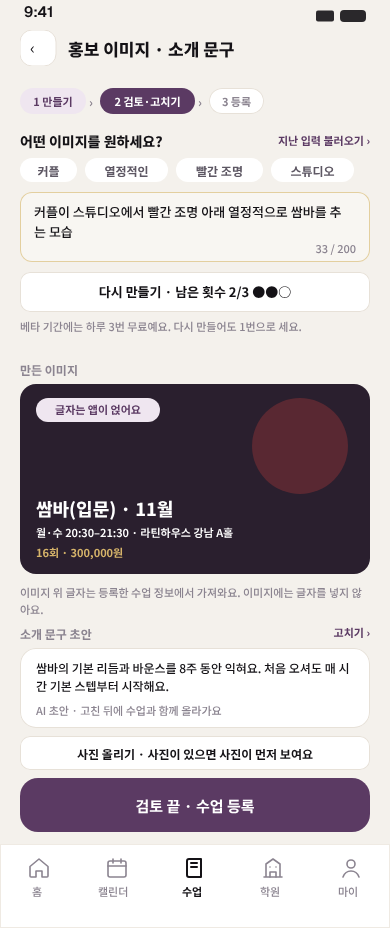 9:41
‹ 홍보 이미지 · 소개 문구
1 만들기 › 2 검토·고치기 › 3 등록
어떤 이미지를 원하세요? 지난 입력 불러오기 ›
커플 열정적인 빨간 조명 스튜디오
커플이 스튜디오에서 빨간 조명 아래 열정적으로 쌈바를 추
는 모습
33 / 200
다시 만들기 · 남은 횟수 2/3 ●●○
베타 기간에는 하루 3번 무료예요. 다시 만들어도 1번으로 세요.
만든 이미지
글자는 앱이 얹어요
쌈바(입문) · 11월
월·수 20:30–21:30 · 라틴하우스 강남 A홀
16회 · 300,000원
이미지 위 글자는 등록한 수업 정보에서 가져와요. 이미지에는 글자를 넣지 않
아요.
소개 문구 초안 고치기 ›
쌈바의 기본 리듬과 바운스를 8주 동안 익혀요. 처음 오셔도 매 시
간 기본 스텝부터 시작해요.
AI 초안 · 고친 뒤에 수업과 함께 올라가요
사진 올리기 · 사진이 있으면 사진이 먼저 보여요
검토 끝 · 수업 등록
홈 캘린더 수업 학원 마이